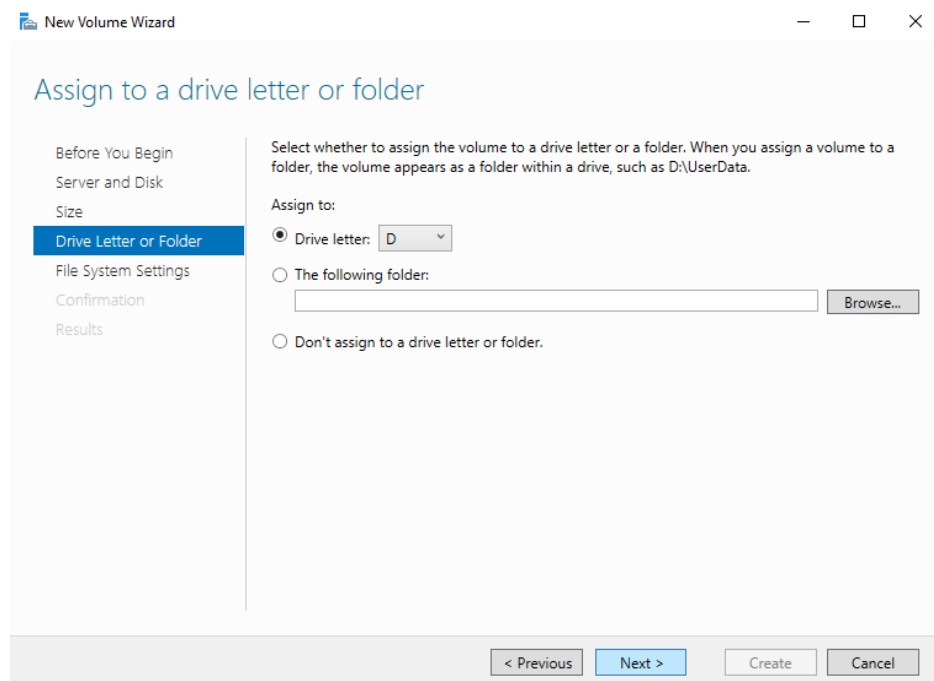 New Volume Wizard
Assign to a drive letter or folder
Before You Begin
Server and Disk
Size
Drive Letter or Folder
File System Settings
Confirmation
Results
Select whether to assign the volume to a drive letter or a folder. When you assign a volume to a
folder, the volume appears as a folder within a drive, such as D:\UserData.
Assign to:
Drive letter: D
The following folder:
Browse...
Don't assign to a drive letter or folder.
< Previous Next > Create Cancel